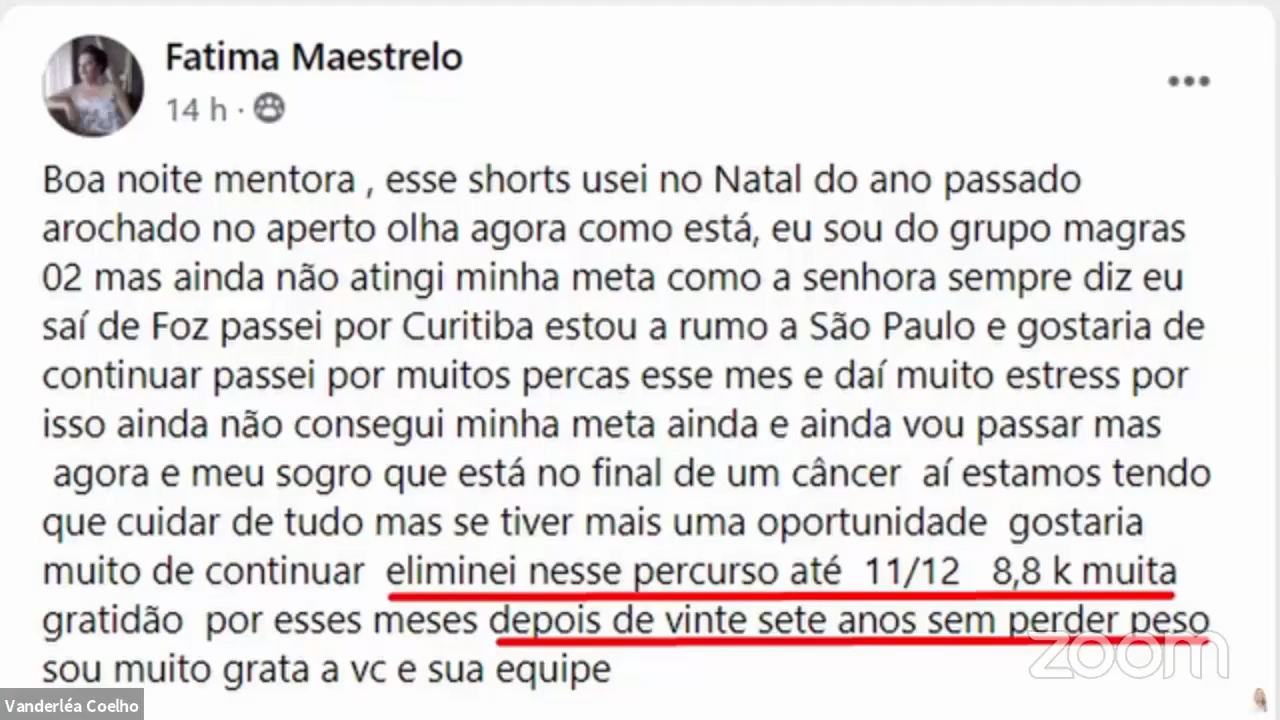 Fatima Maestrelo
14 h ·
Boa noite mentora , esse shorts usei no Natal do ano passado
arochado no aperto olha agora como está, eu sou do grupo magras
02 mas ainda não atingi minha meta como a senhora sempre diz eu
saí de Foz passei por Curitiba estou a rumo a São Paulo e gostaria de
continuar passei por muitos percas esse mes e daí muito estress por
isso ainda não consegui minha meta ainda e ainda vou passar mas
agora e meu sogro que está no final de um câncer aí estamos tendo
que cuidar de tudo mas se tiver mais uma oportunidade gostaria
muito de continuar eliminei nesse percurso até 11/12 8,8 k muita
gratidão por esses meses depois de vinte sete anos sem perder peso
sou muito grata a vc e sua equipe
zoom
Vanderléa Coelho